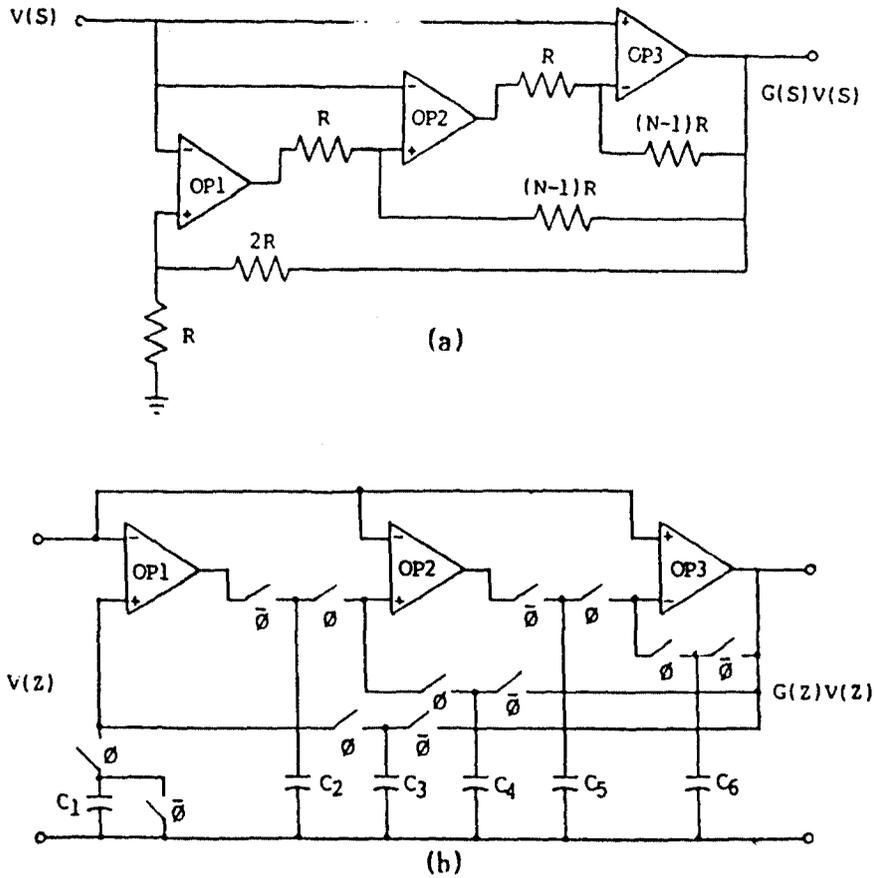 V(S)
OP3
G(S)V(S)
R
OP2
R
(N-1)R
OP1
(N-1)R
2R
R
(a)
OP1
OP2
OP3
Φ̅
Φ
Φ̅
Φ
Φ
Φ̅
V(Z)
Φ
Φ̅
G(Z)V(Z)
Φ
Φ̅
Φ
C1
Φ̅
C2
C3
C4
C5
C6
(b)